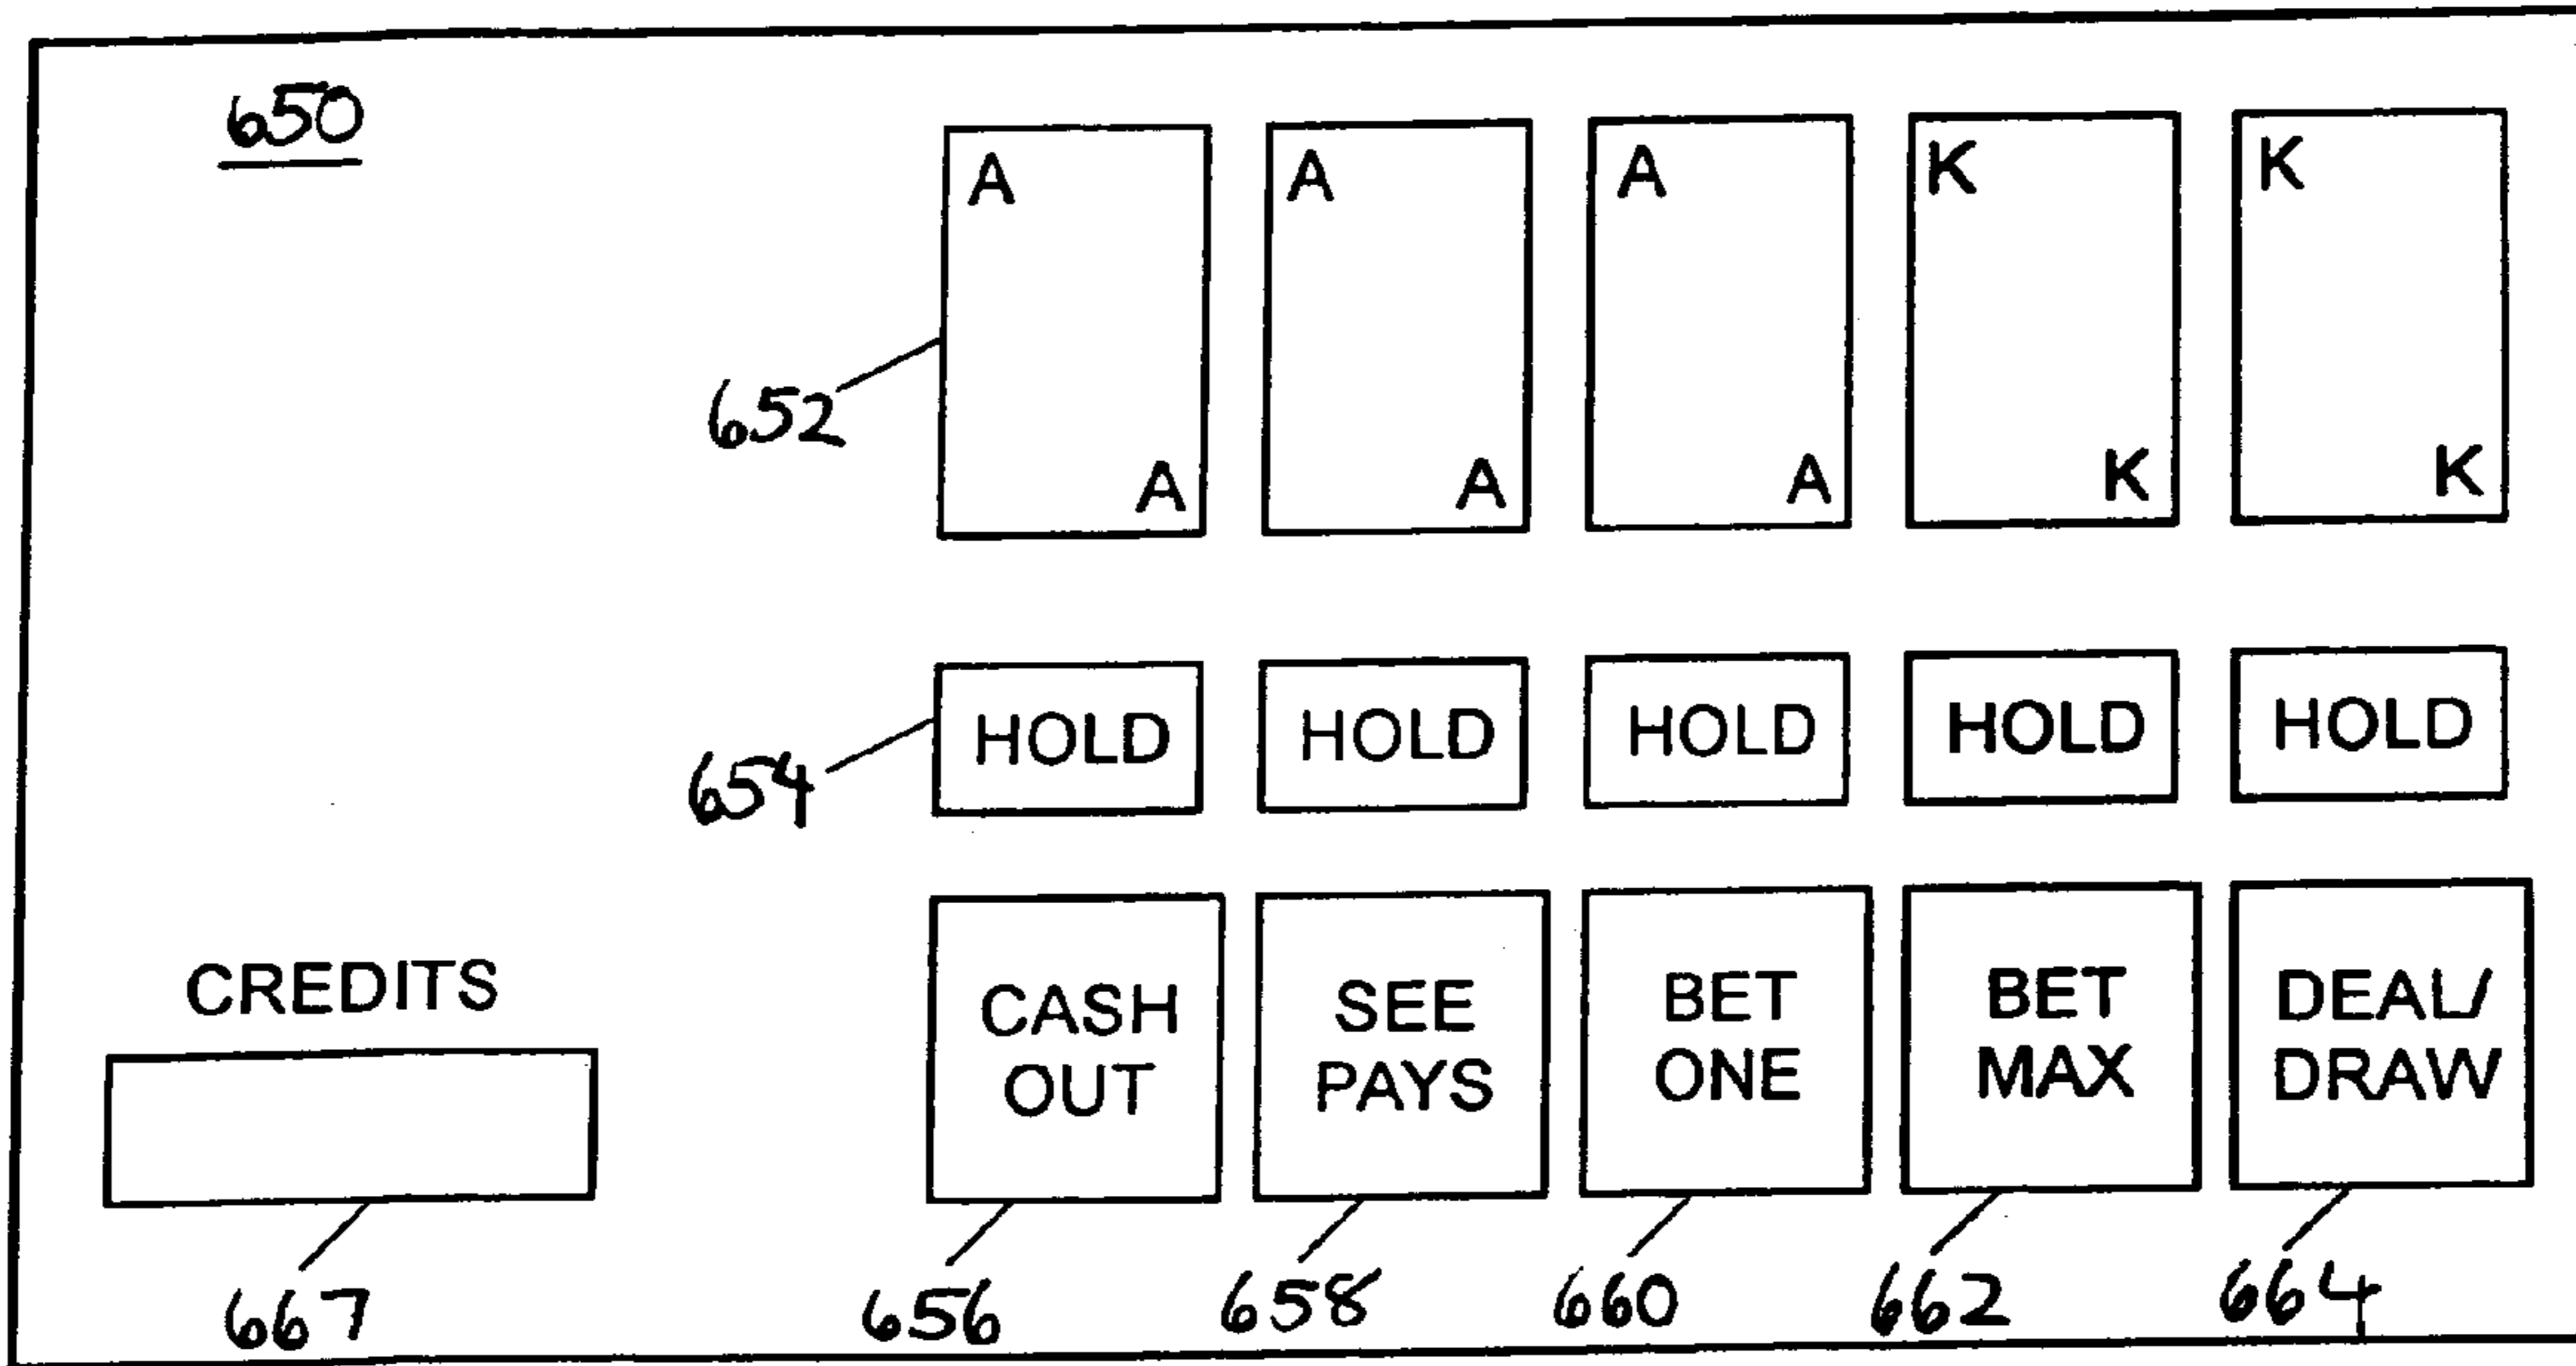 650
A A A K K
652
A A A K K
654 HOLD HOLD HOLD HOLD HOLD
CREDITS
CASH OUT
SEE PAYS
BET ONE
BET MAX
DEAL/ DRAW
667 656 658 660 662 664